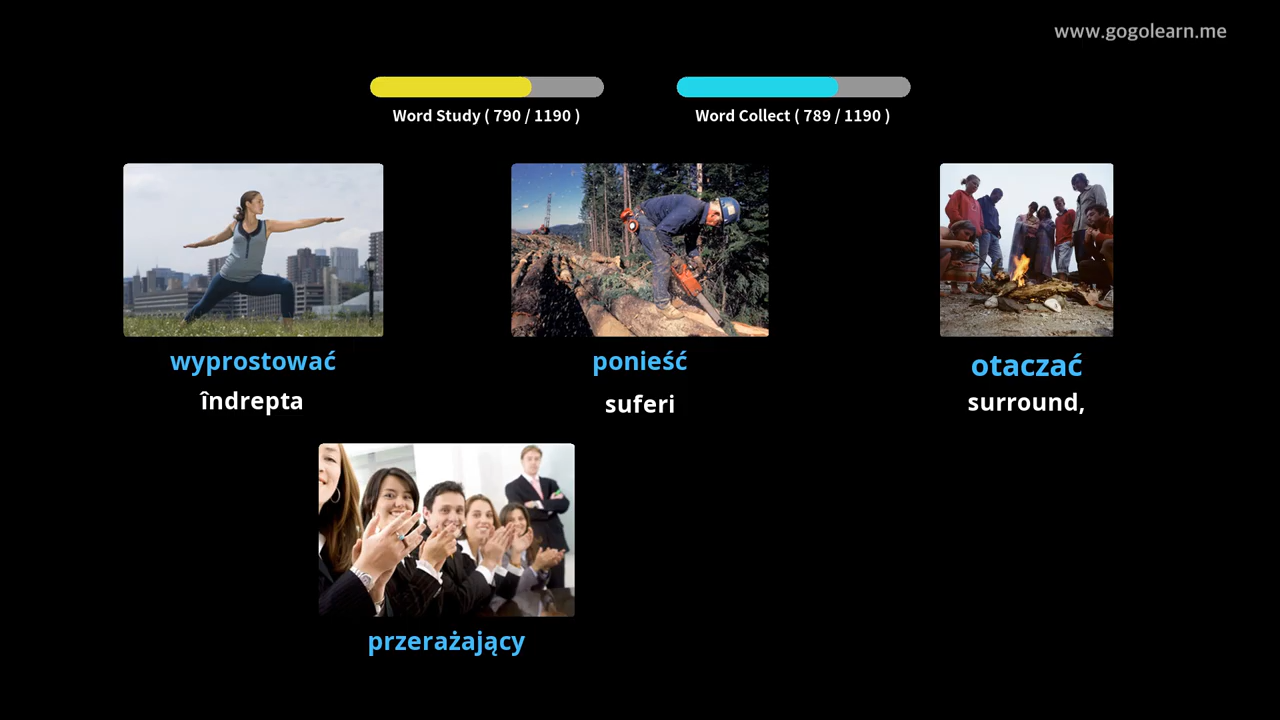 www.gogolearn.me
Word Study ( 790 / 1190 )
Word Collect ( 789 / 1190 )
wyprostować
îndrepta
ponieść
suferi
otaczać
surround,
przerażający